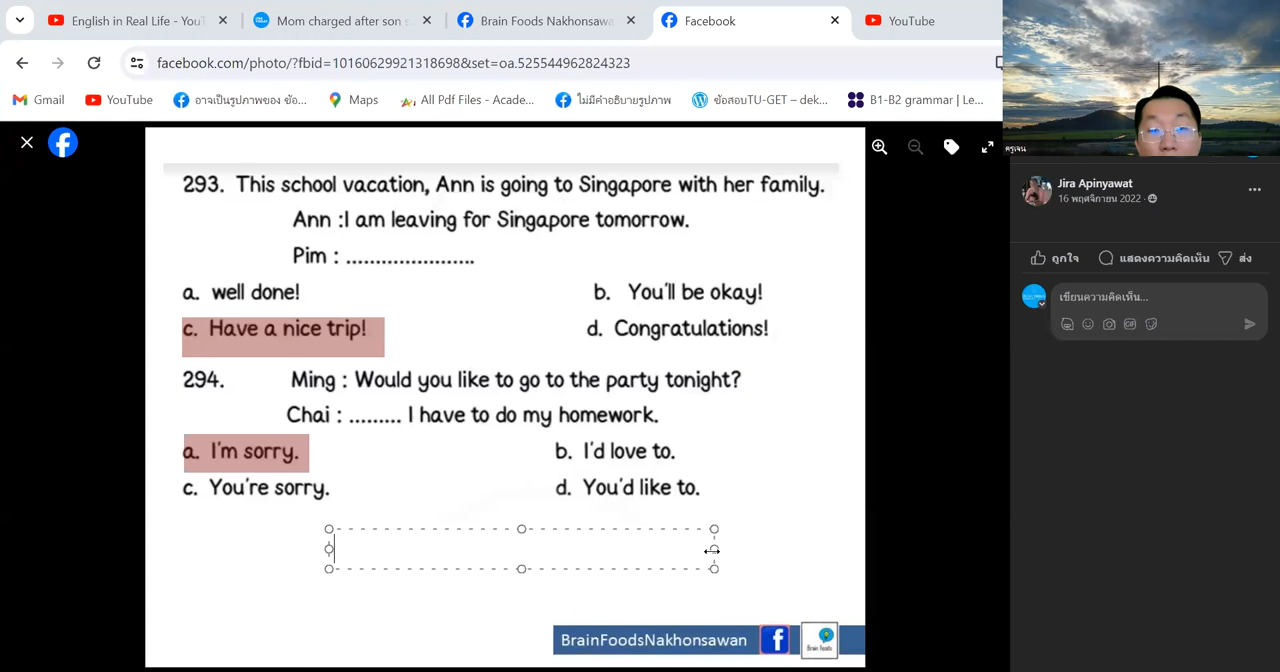 English in Real Life - You
Mom charged after son s
Brain Foods Nakhonsawa
Facebook
YouTube
facebook.com/photo/?fbid=10160629921318698&set=oa.525544962824323
Gmail
YouTube
อาจเป็นรูปภาพของ ข้อ...
Maps
All Pdf Files - Acade...
ไม่มีคำอธิบายรูปภาพ
ข้อสอบTU-GET – dek...
B1-B2 grammar | Le...
ครูเจน
293. This school vacation, Ann is going to Singapore with her family.
Ann :I am leaving for Singapore tomorrow.
Pim : ......................
a. well done!
b. You'll be okay!
c. Have a nice trip!
d. Congratulations!
294. Ming : Would you like to go to the party tonight?
Chai : ......... I have to do my homework.
a. I'm sorry.
b. I'd love to.
c. You're sorry.
d. You'd like to.
BrainFoodsNakhonsawan
Brain Foods
Jira Apinyawat
16 พฤศจิกายน 2022
ถูกใจ
แสดงความคิดเห็น
ส่ง
เขียนความคิดเห็น...
GIF